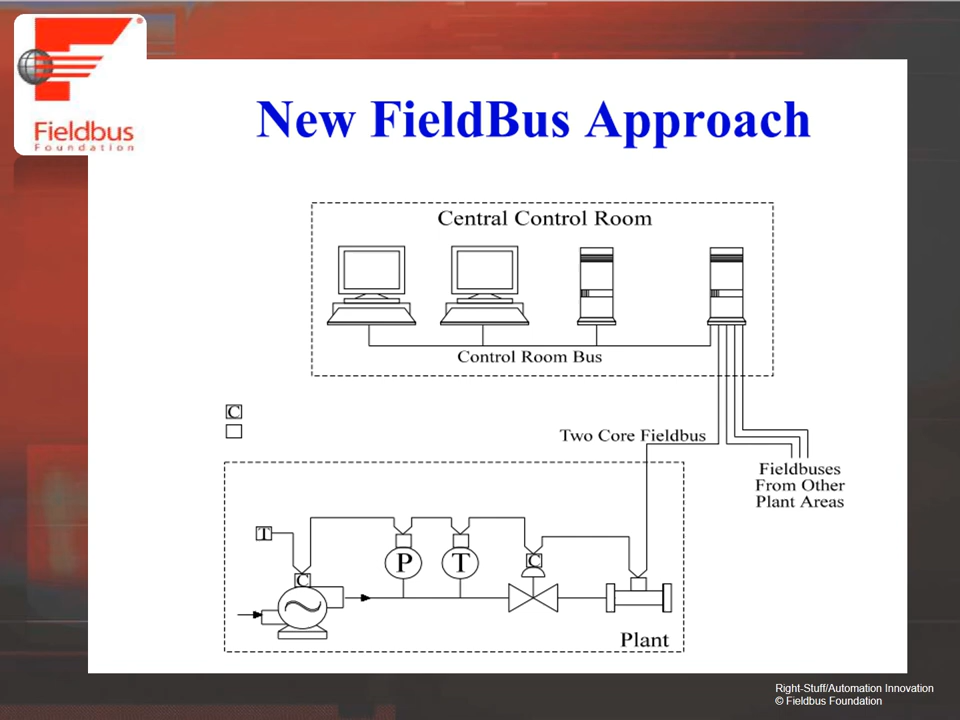 Fieldbus
Foundation
New FieldBus Approach
Central Control Room
Control Room Bus
C
Two Core Fieldbus
Fieldbuses
From Other
Plant Areas
T
C
P
T
C
Plant
Right-Stuff/Automation Innovation
© Fieldbus Foundation